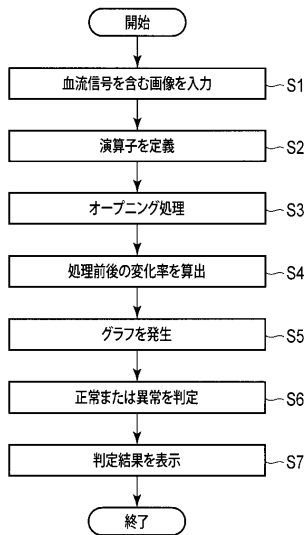 開始
血流信号を含む画像を入力 S1
演算子を定義 S2
オープニング処理 S3
処理前後の変化率を算出 S4
グラフを発生 S5
正常または異常を判定 S6
判定結果を表示 S7
終了